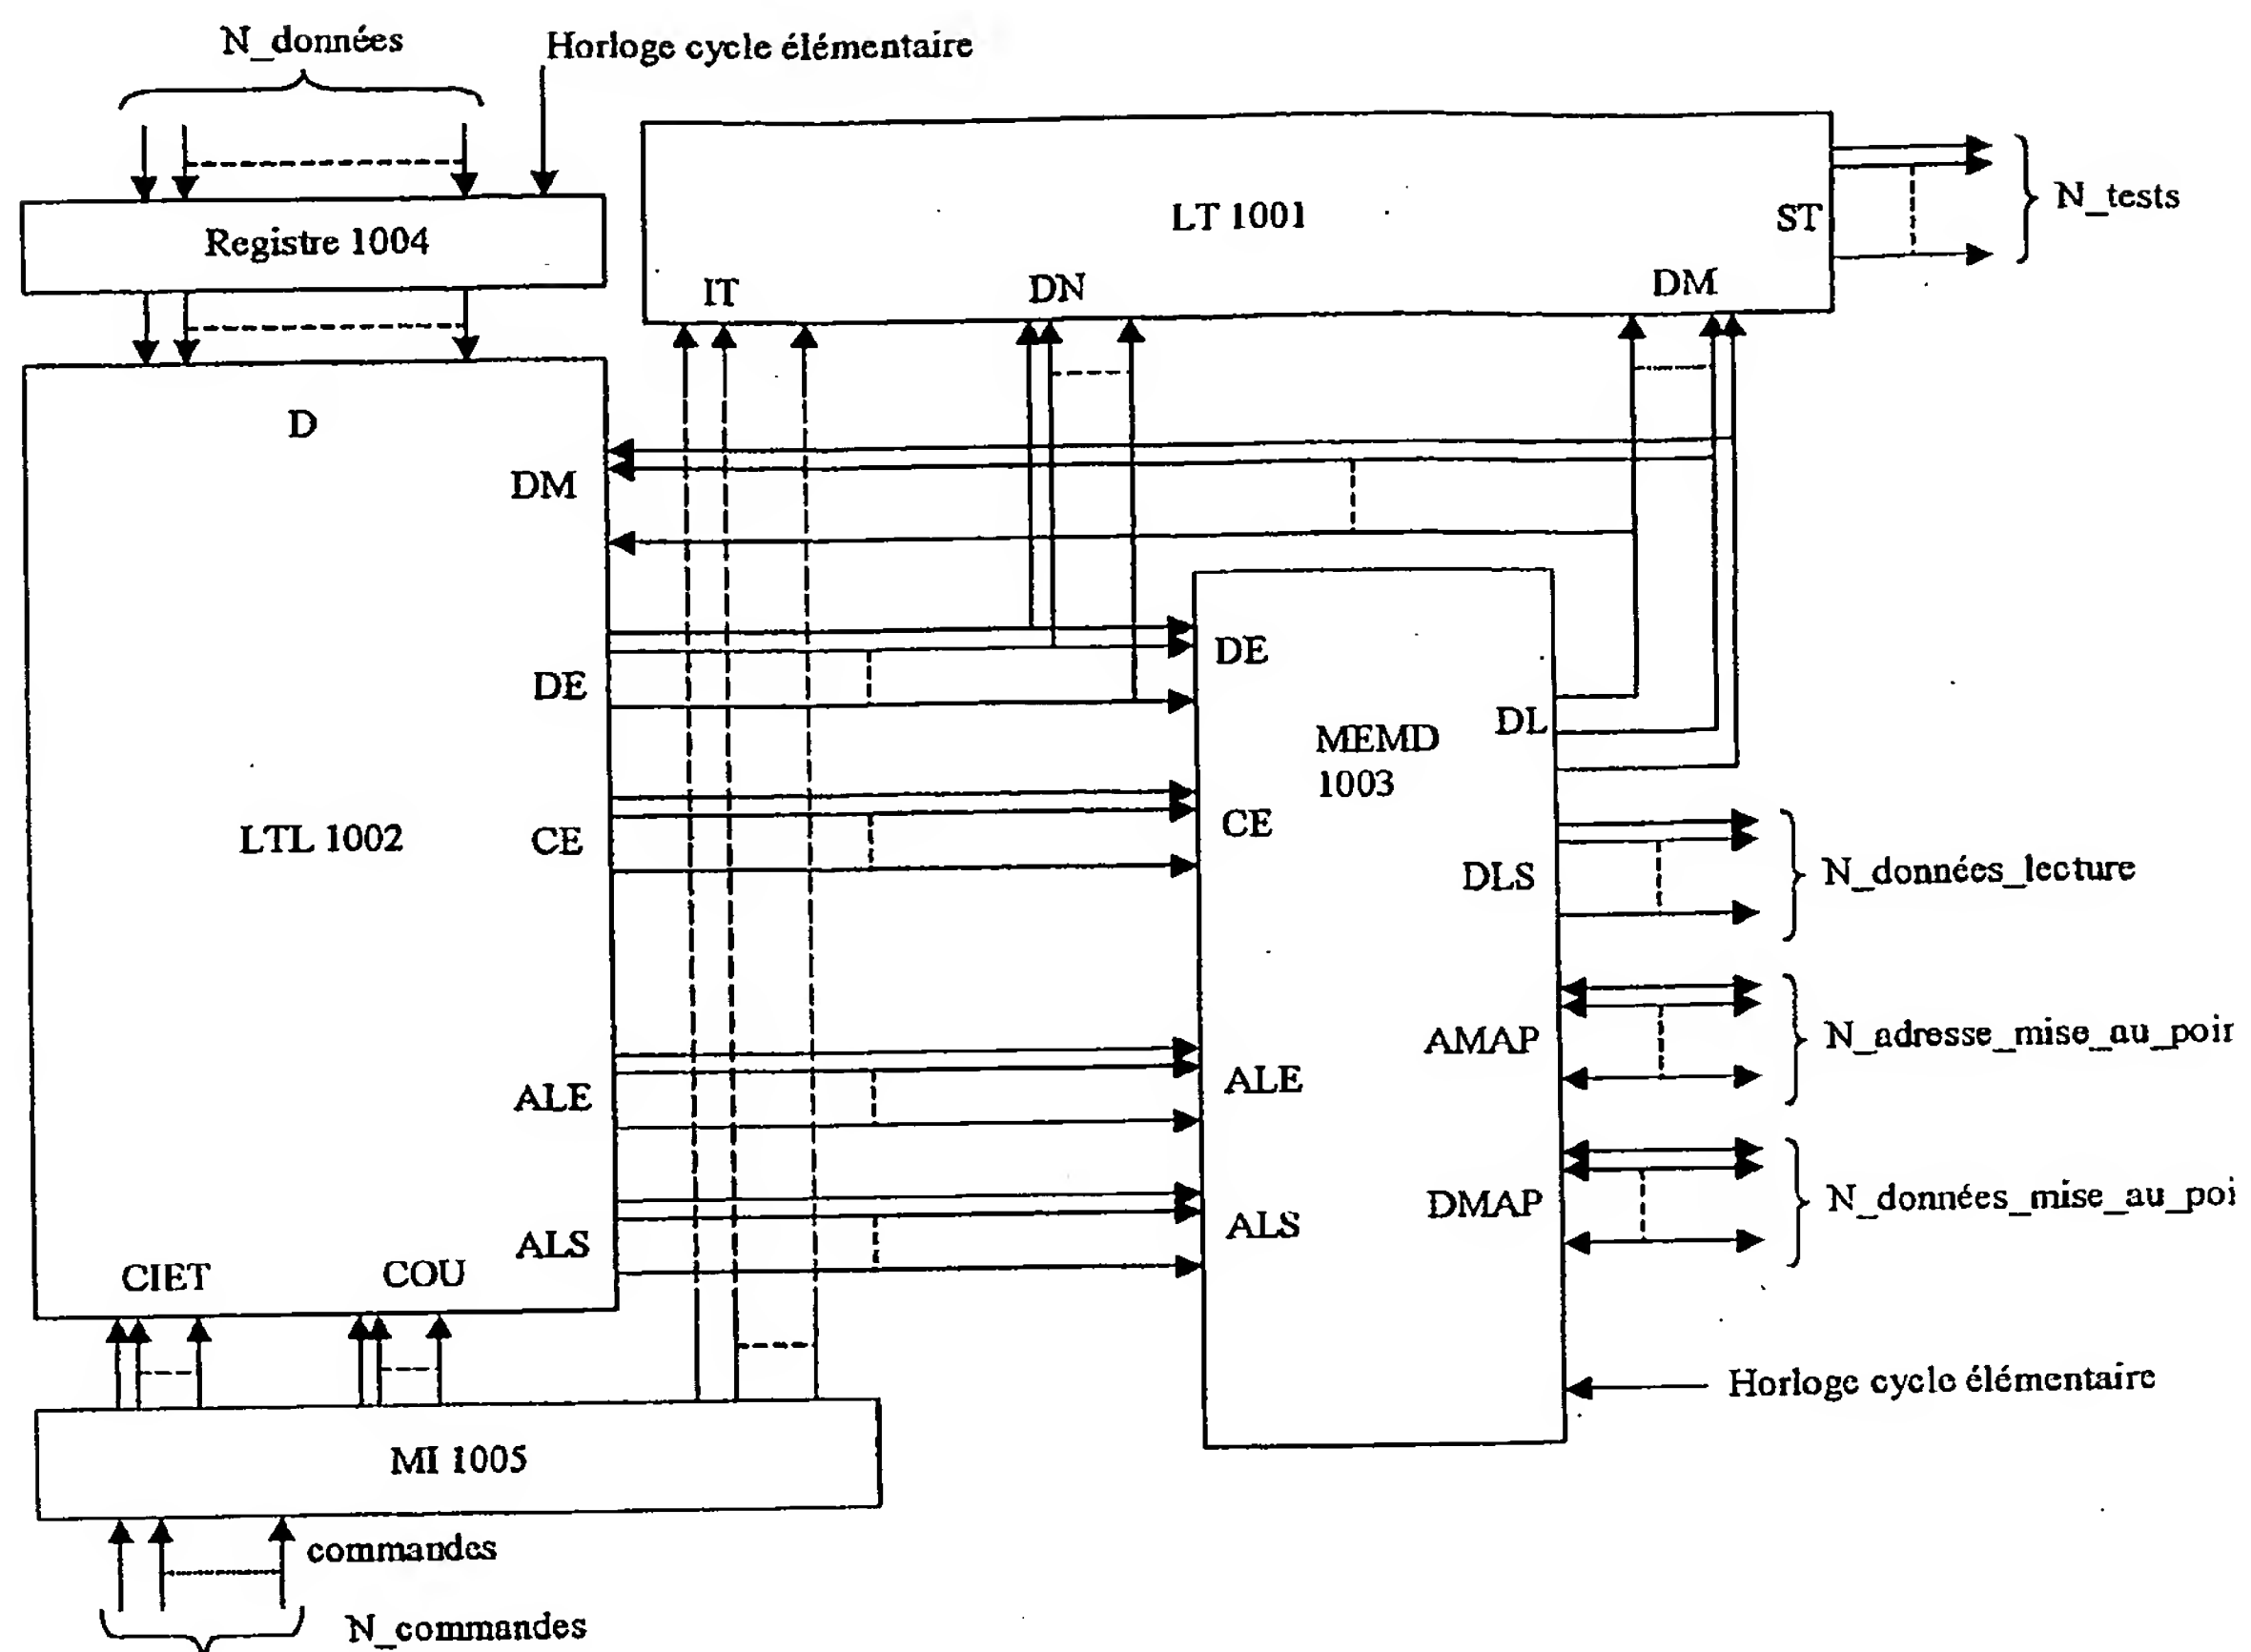 N_données
Horloge cycle élémentaire
Registre 1004
LT 1001
ST
N_tests
IT
DN
DM
D
DM
DE
DE
DL
MEMD
1003
LTL 1002
CE
CE
DLS
N_données_lecture
AMAP
N_adresse_mise_au_poir
ALE
ALE
DMAP
N_données_mise_au_poi
ALS
ALS
CIET
COU
Horloge cycle élémentaire
MI 1005
commandes
N_commandes